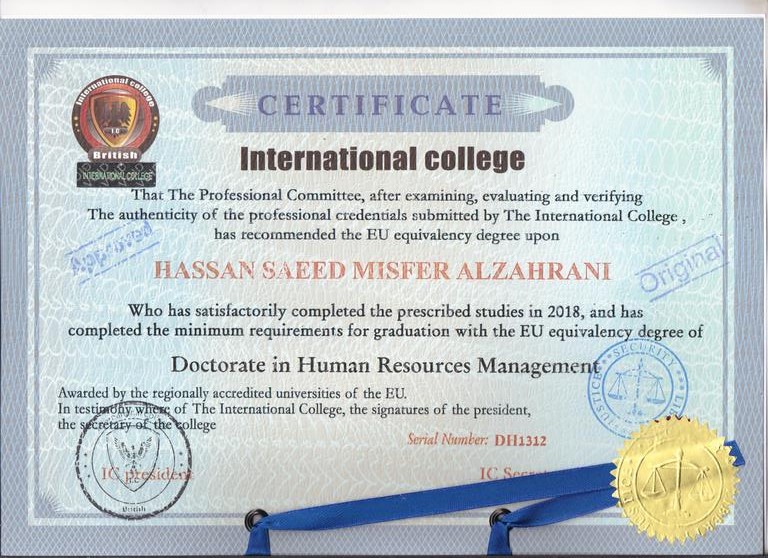 International college
I.C
British
INTERNATIONAL COLLEGE
CERTIFICATE
International college
That The Professional Committee, after examining, evaluating and verifying
The authenticity of the professional credentials submitted by The International College ,
has recommended the EU equivalency degree upon
Approved
HASSAN SAEED MISFER ALZAHRANI
Original
Who has satisfactorily completed the prescribed studies in 2018, and has
completed the minimum requirements for graduation with the EU equivalency degree of
Doctorate in Human Resources Management
SECURITY
JUSTICE
Awarded by the regionally accredited universities of the EU.
In testimony where of The International College, the signatures of the president,
the secretary of the college
Serial Number: DH1312
IC president
IC
British